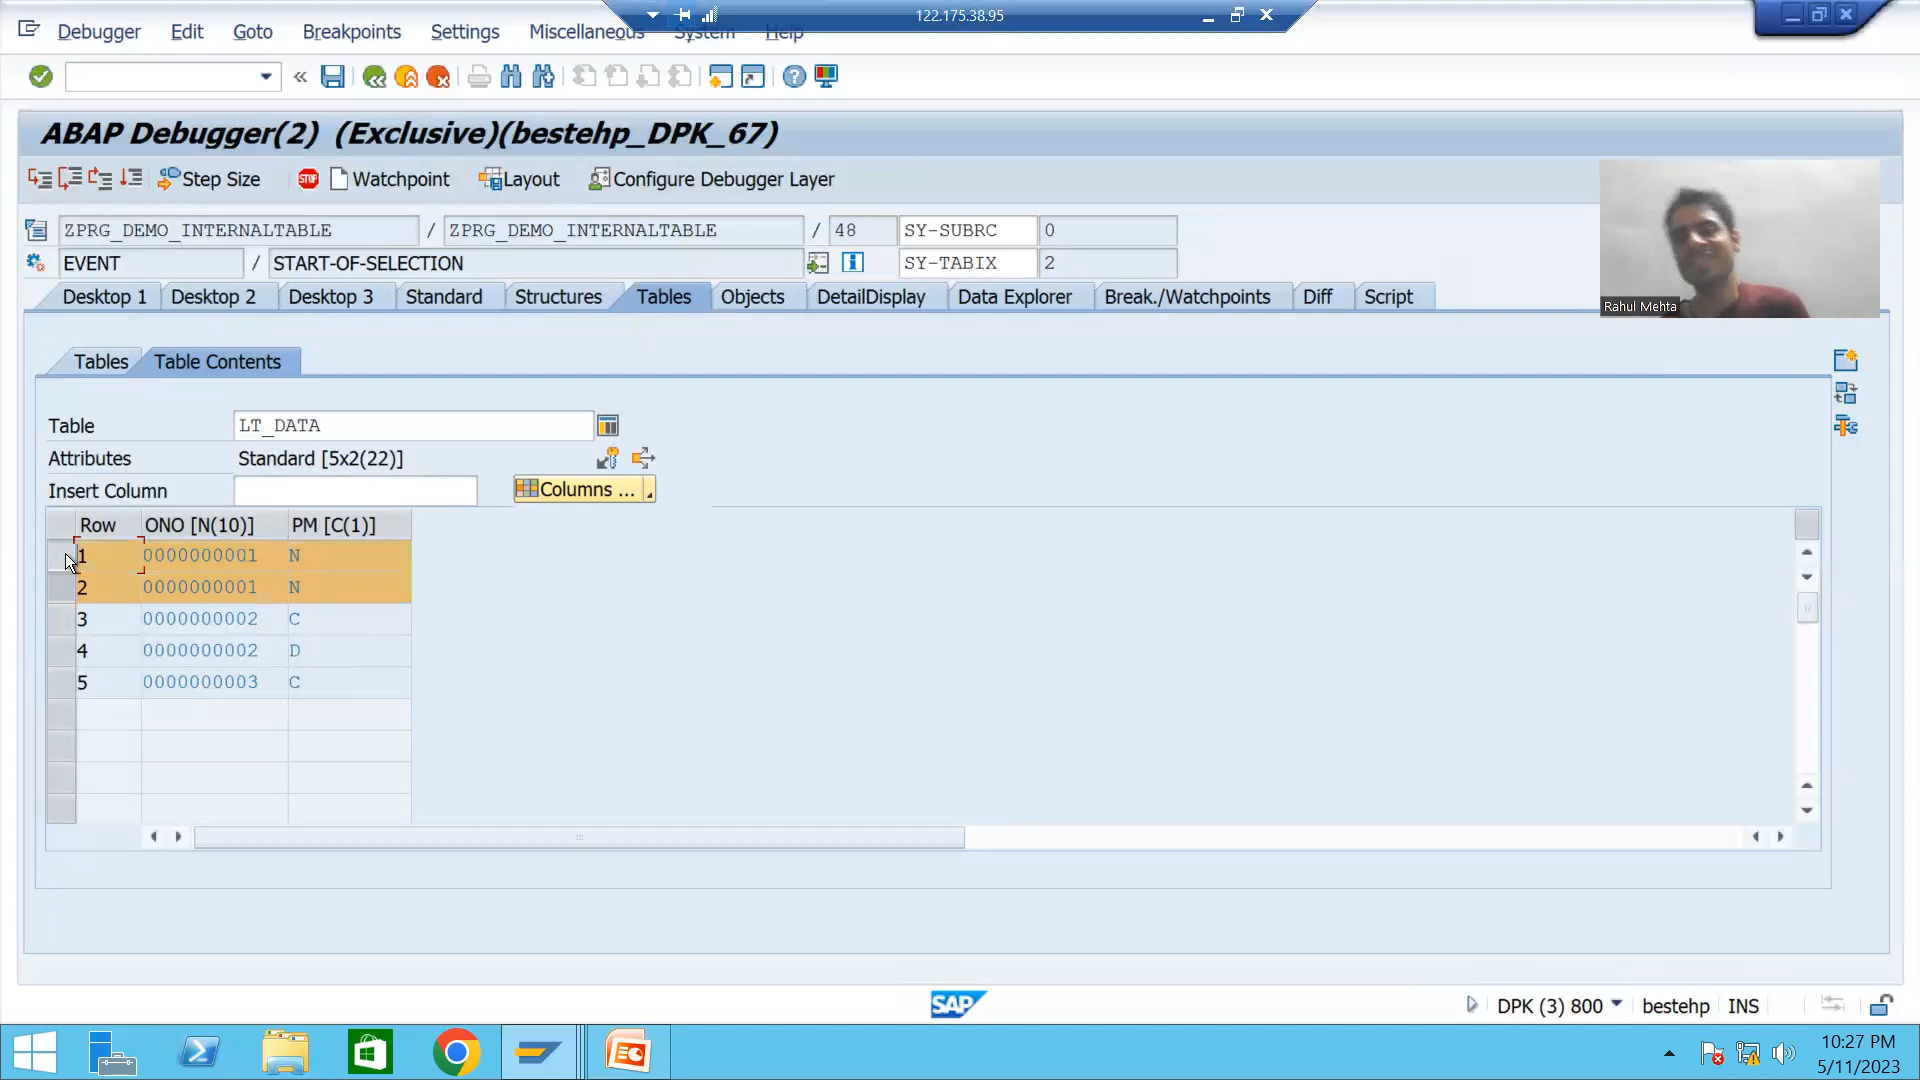 122.175.38.95
Debugger Edit Goto Breakpoints Settings Miscellaneous System Help
ABAP Debugger(2) (Exclusive)(bestehp_DPK_67)
Step Size STOP Watchpoint Layout Configure Debugger Layer
ZPRG_DEMO_INTERNALTABLE / ZPRG_DEMO_INTERNALTABLE / 48 SY-SUBRC 0
EVENT / START-OF-SELECTION SY-TABIX 2
Rahul Mehta
Desktop 1 Desktop 2 Desktop 3 Standard Structures Tables Objects DetailDisplay Data Explorer Break./Watchpoints Diff Script
Tables Table Contents
Table LT_DATA
Attributes Standard [5x2(22)]
Insert Column Columns ...
Row ONO [N(10)] PM [C(1)]
1 0000000001 N
2 0000000001 N
3 0000000002 C
4 0000000002 D
5 0000000003 C
SAP DPK (3) 800 bestehp INS
10:27 PM
5/11/2023